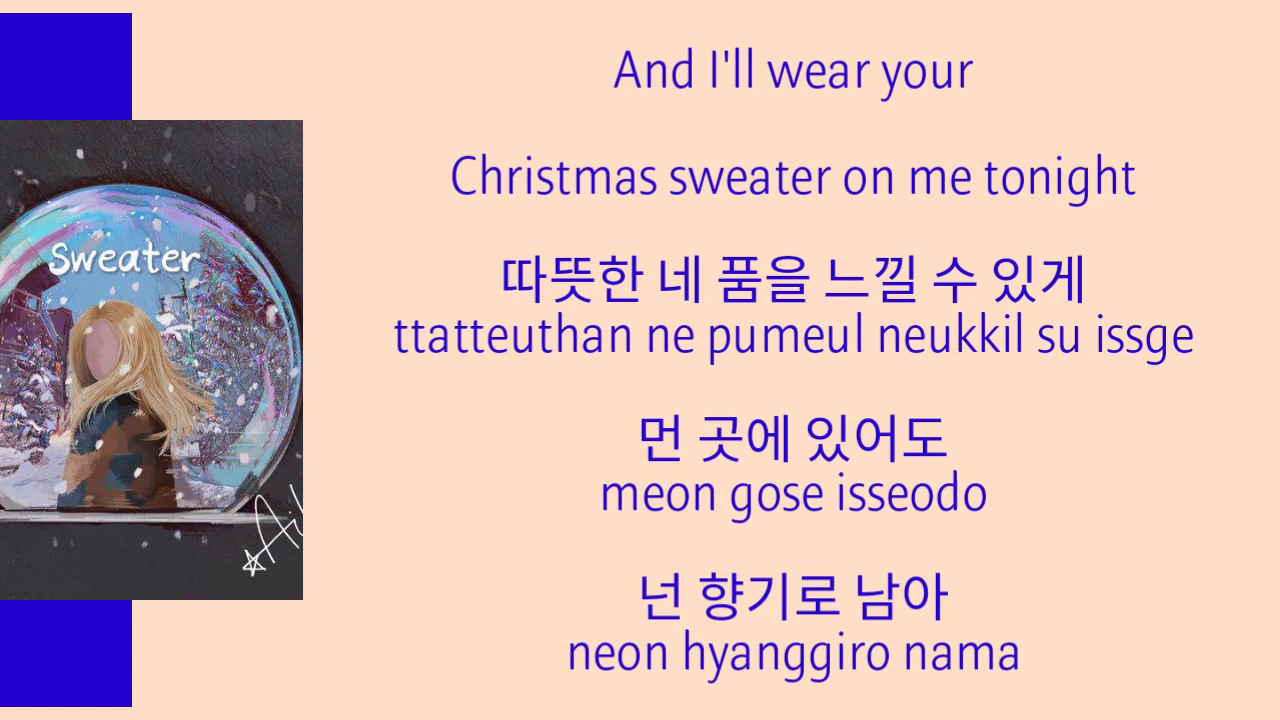 And I'll wear your
Christmas sweater on me tonight
따뜻한 네 품을 느낄 수 있게
ttatteuthan ne pumeul neukkil su issge
먼 곳에 있어도
meon gose isseodo
넌 향기로 남아
neon hyanggiro nama
Sweater